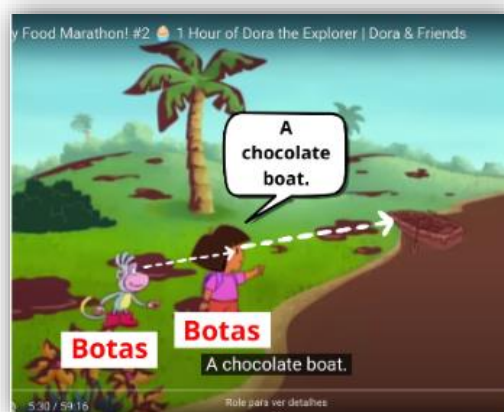 y Food Marathon! #2 🧁 1 Hour of Dora the Explorer | Dora & Friends
A
chocolate
boat.
Botas
Botas
A chocolate boat.
5:30 / 59:16
Role para ver detalhes